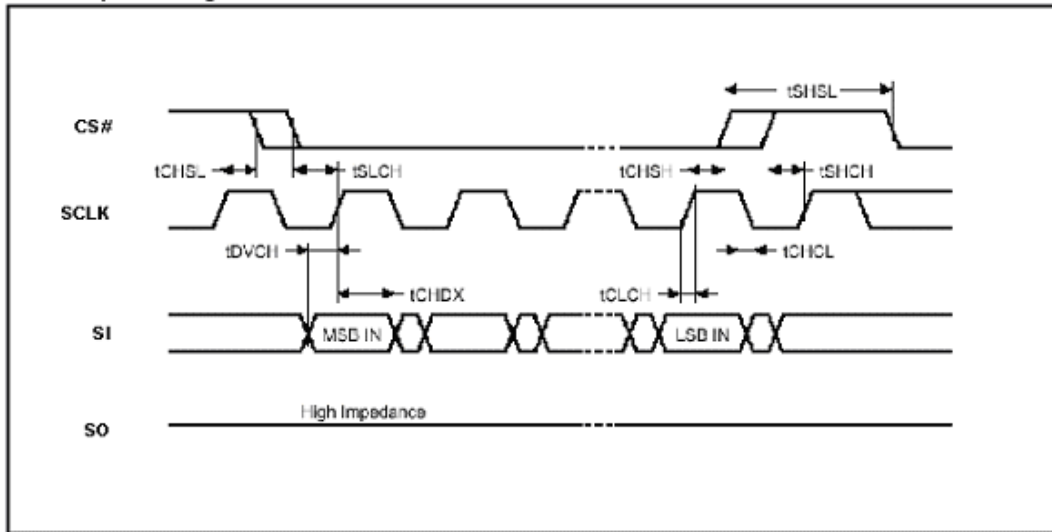 tSHSL
CS#
tCHSL
tSLCH
tCHSH
tSHCH
SCLK
tDVCH
tCHCL
tCHDX
tCLCH
SI
MSB IN
LSB IN
High Impedance
SO